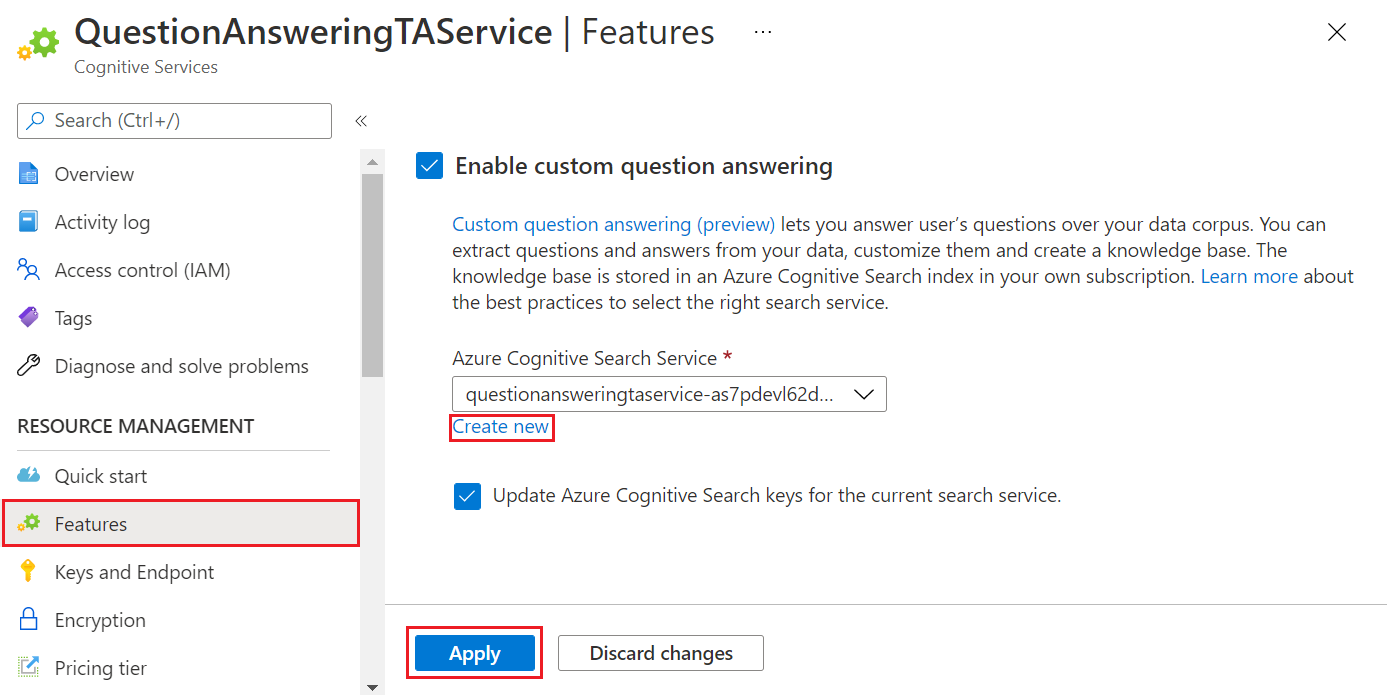 QuestionAnsweringTAService | Features ...
Cognitive Services
Search (Ctrl+/)
«
Overview
Activity log
Access control (IAM)
Tags
Diagnose and solve problems
RESOURCE MANAGEMENT
Quick start
Features
Keys and Endpoint
Encryption
Pricing tier
Enable custom question answering
Custom question answering (preview) lets you answer user's questions over your data corpus. You can
extract questions and answers from your data, customize them and create a knowledge base. The
knowledge base is stored in an Azure Cognitive Search index in your own subscription. Learn more about
the best practices to select the right search service.
Azure Cognitive Search Service *
questionansweringtaservice-as7pdevl62d...
Create new
Update Azure Cognitive Search keys for the current search service.
Apply
Discard changes